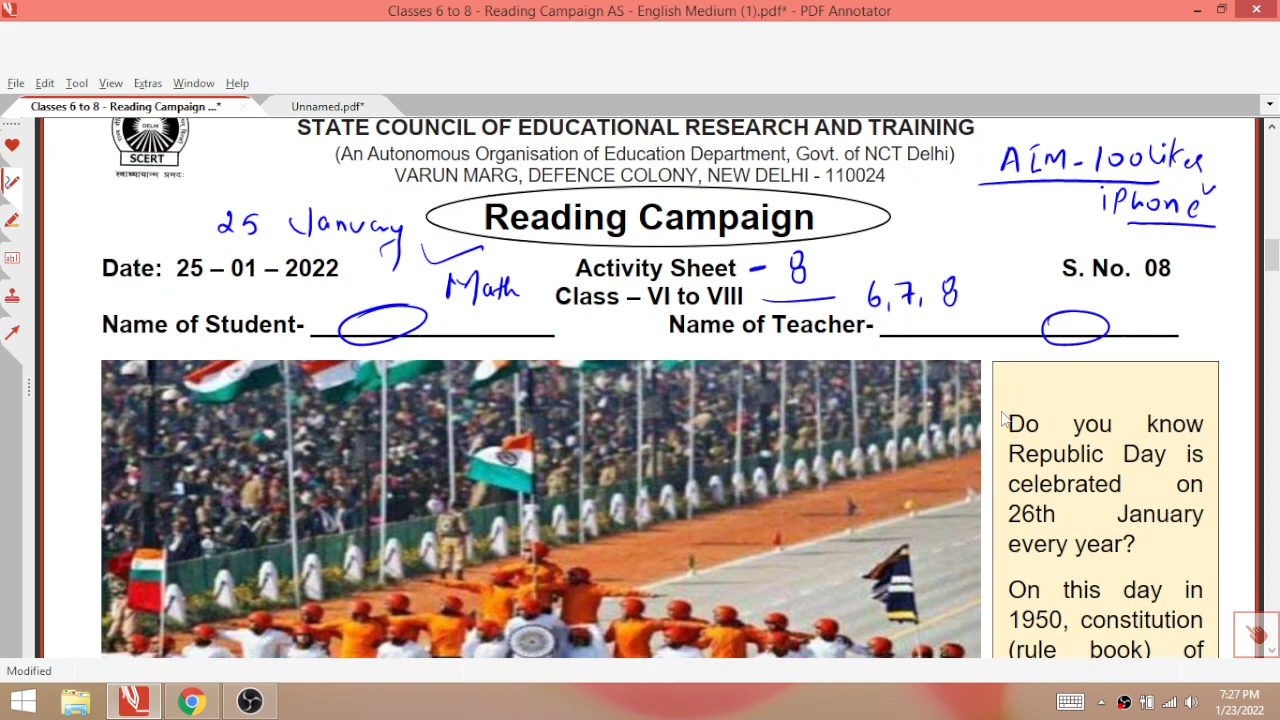 Classes 6 to 8 - Reading Campaign AS - English Medium (1).pdf* - PDF Annotator
File Edit Tool View Extras Window Help
Classes 6 to 8 - Reading Campaign ...* Unnamed.pdf*
STATE COUNCIL OF EDUCATIONAL RESEARCH AND TRAINING
(An Autonomous Organisation of Education Department, Govt. of NCT Delhi)
VARUN MARG, DEFENCE COLONY, NEW DELHI - 110024
DELHI
SCERT
AIM - 100 likes
iPhone
25 January
Reading Campaign
Date: 25 – 01 – 2022
Activity Sheet - 8
S. No. 08
Math
Class – VI to VIII
6, 7, 8
Name of Student-
Name of Teacher-
Do you know
Republic Day is
celebrated on
26th January
every year?
On this day in
1950, constitution
(rule book) of
Modified
7:27 PM
1/23/2022